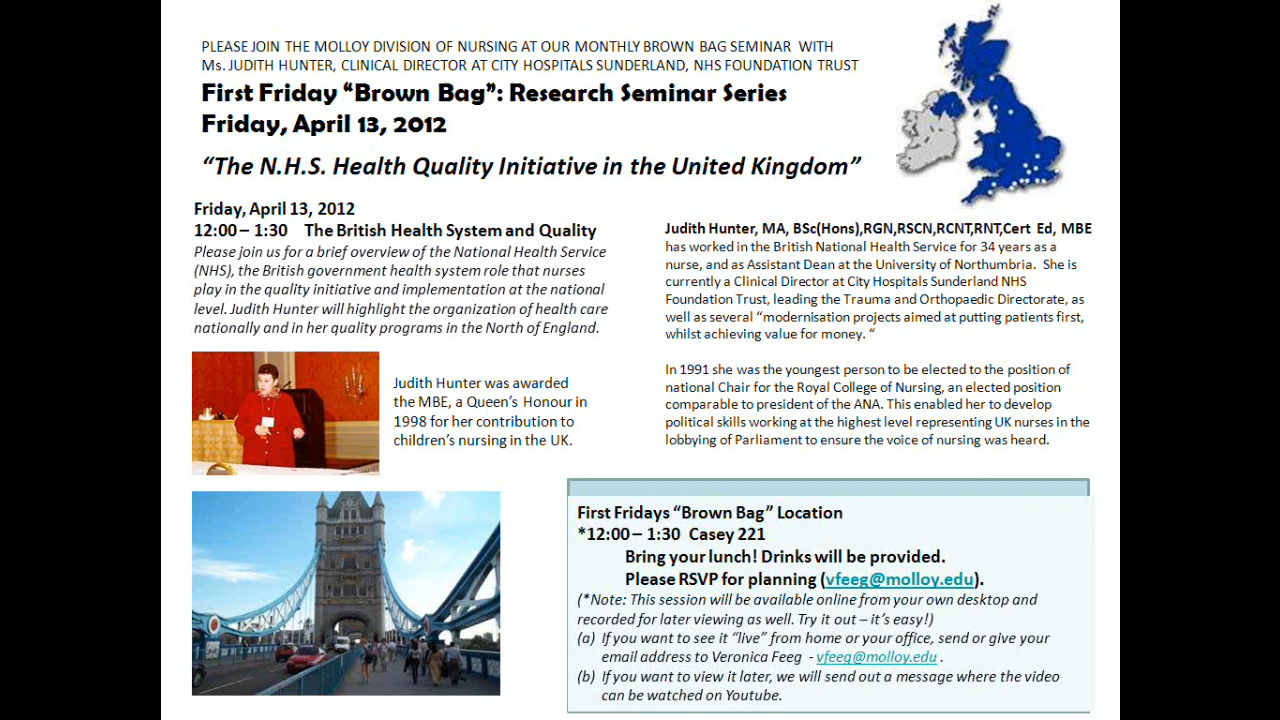 PLEASE JOIN THE MOLLOY DIVISION OF NURSING AT OUR MONTHLY BROWN BAG SEMINAR WITH
Ms. JUDITH HUNTER, CLINICAL DIRECTOR AT CITY HOSPITALS SUNDERLAND, NHS FOUNDATION TRUST
First Friday “Brown Bag”: Research Seminar Series
Friday, April 13, 2012
“The N.H.S. Health Quality Initiative in the United Kingdom”
Friday, April 13, 2012
12:00 – 1:30 The British Health System and Quality
Please join us for a brief overview of the National Health Service
(NHS), the British government health system role that nurses
play in the quality initiative and implementation at the national
level. Judith Hunter will highlight the organization of health care
nationally and in her quality programs in the North of England.
Judith Hunter was awarded
the MBE, a Queen’s Honour in
1998 for her contribution to
children’s nursing in the UK.
Judith Hunter, MA, BSc(Hons),RGN,RSCN,RCNT,RNT,Cert Ed, MBE
has worked in the British National Health Service for 34 years as a
nurse, and as Assistant Dean at the University of Northumbria. She is
currently a Clinical Director at City Hospitals Sunderland NHS
Foundation Trust, leading the Trauma and Orthopaedic Directorate, as
well as several “modernisation projects aimed at putting patients first,
whilst achieving value for money. “
In 1991 she was the youngest person to be elected to the position of
national Chair for the Royal College of Nursing, an elected position
comparable to president of the ANA. This enabled her to develop
political skills working at the highest level representing UK nurses in the
lobbying of Parliament to ensure the voice of nursing was heard.
First Fridays “Brown Bag” Location
*12:00 – 1:30 Casey 221
Bring your lunch! Drinks will be provided.
Please RSVP for planning (vfeeg@molloy.edu).
(*Note: This session will be available online from your own desktop and
recorded for later viewing as well. Try it out – it’s easy!)
(a) If you want to see it “live” from home or your office, send or give your
email address to Veronica Feeg - vfeeg@molloy.edu .
(b) If you want to view it later, we will send out a message where the video
can be watched on Youtube.